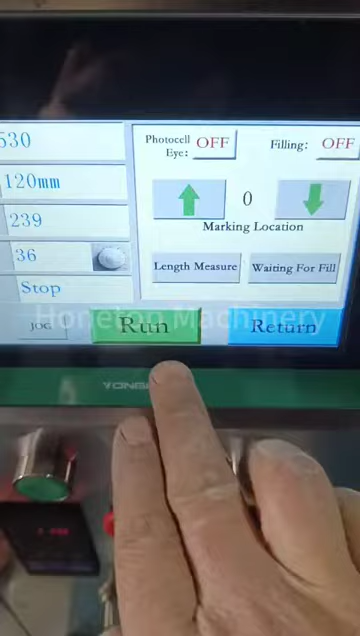 530
120mm
239
36
Stop
Photocell
Eye: OFF
Filling: OFF
0
Marking Location
Length Measure
Waiting For Fill
JOG
Run
Return
Honetop Machinery